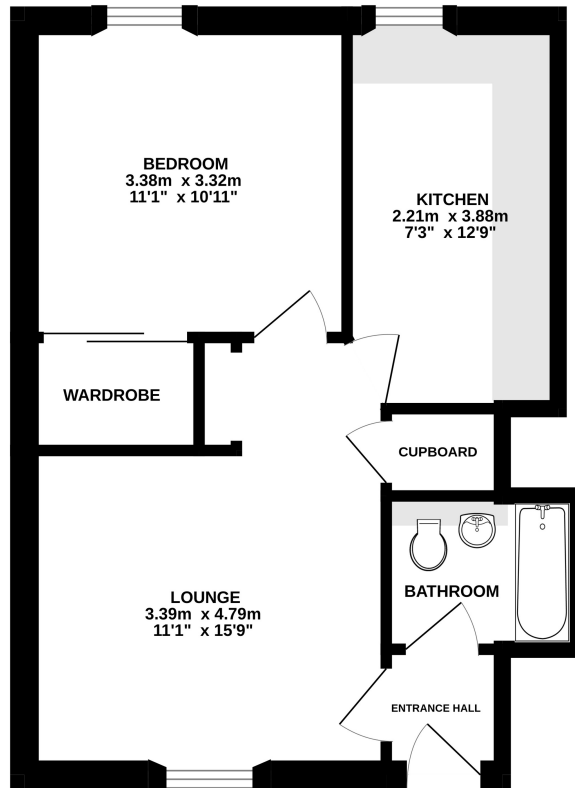 BEDROOM
3.38m x 3.32m
11'1" x 10'11"
KITCHEN
2.21m x 3.88m
7'3" x 12'9"
WARDROBE
CUPBOARD
LOUNGE
3.39m x 4.79m
11'1" x 15'9"
BATHROOM
ENTRANCE HALL